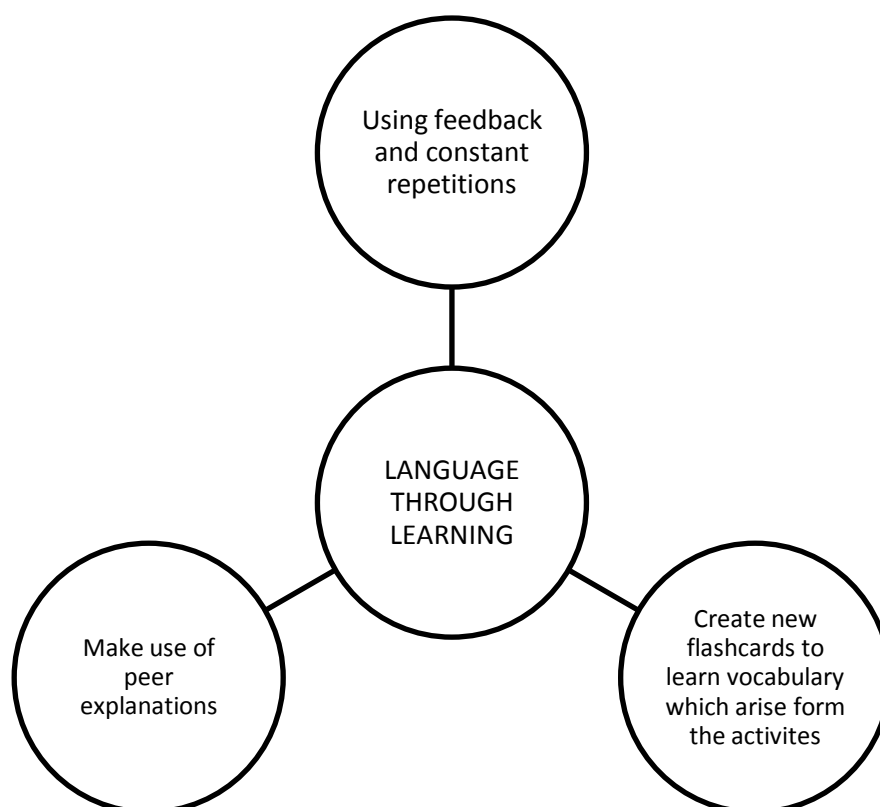 Using feedback
and constant
repetitions
LANGUAGE
THROUGH
LEARNING
Make use of
peer
explanations
Create new
flashcards to
learn vocabulary
which arise form
the activites